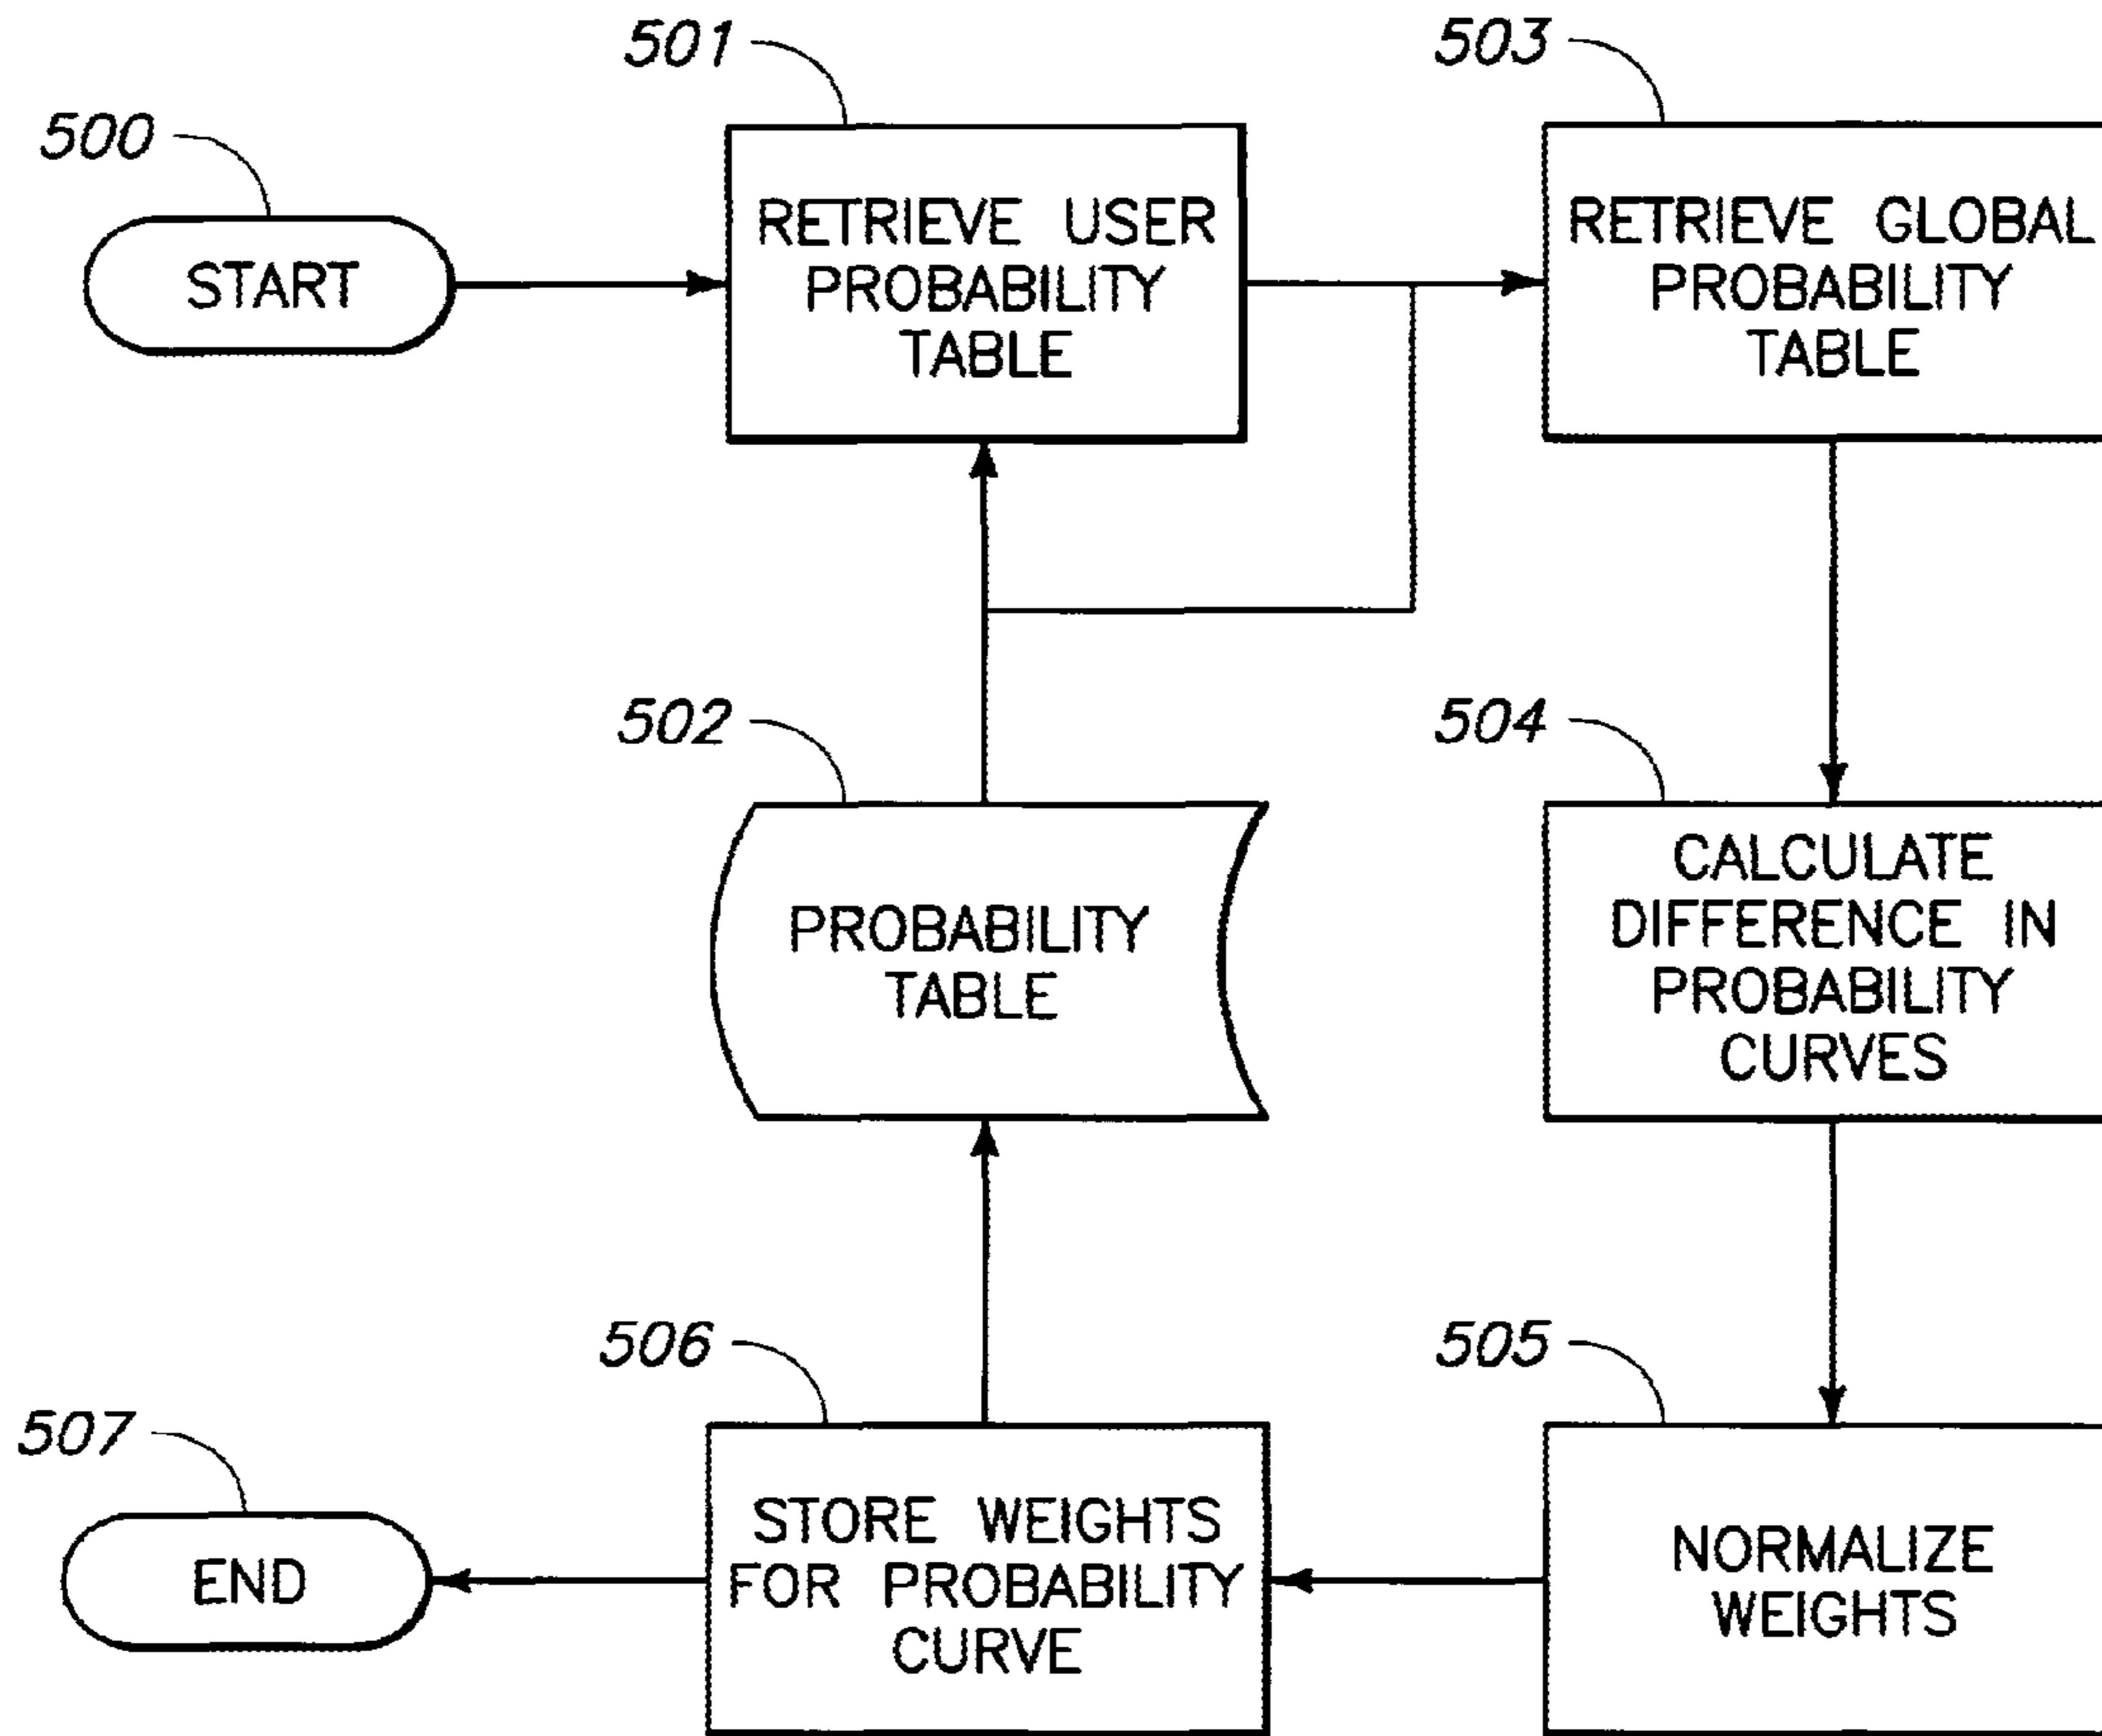 501
503
500
START
RETRIEVE USER
PROBABILITY
TABLE
RETRIEVE GLOBAL
PROBABILITY
TABLE
502
504
PROBABILITY
TABLE
CALCULATE
DIFFERENCE IN
PROBABILITY
CURVES
506
505
507
END
STORE WEIGHTS
FOR PROBABILITY
CURVE
NORMALIZE
WEIGHTS